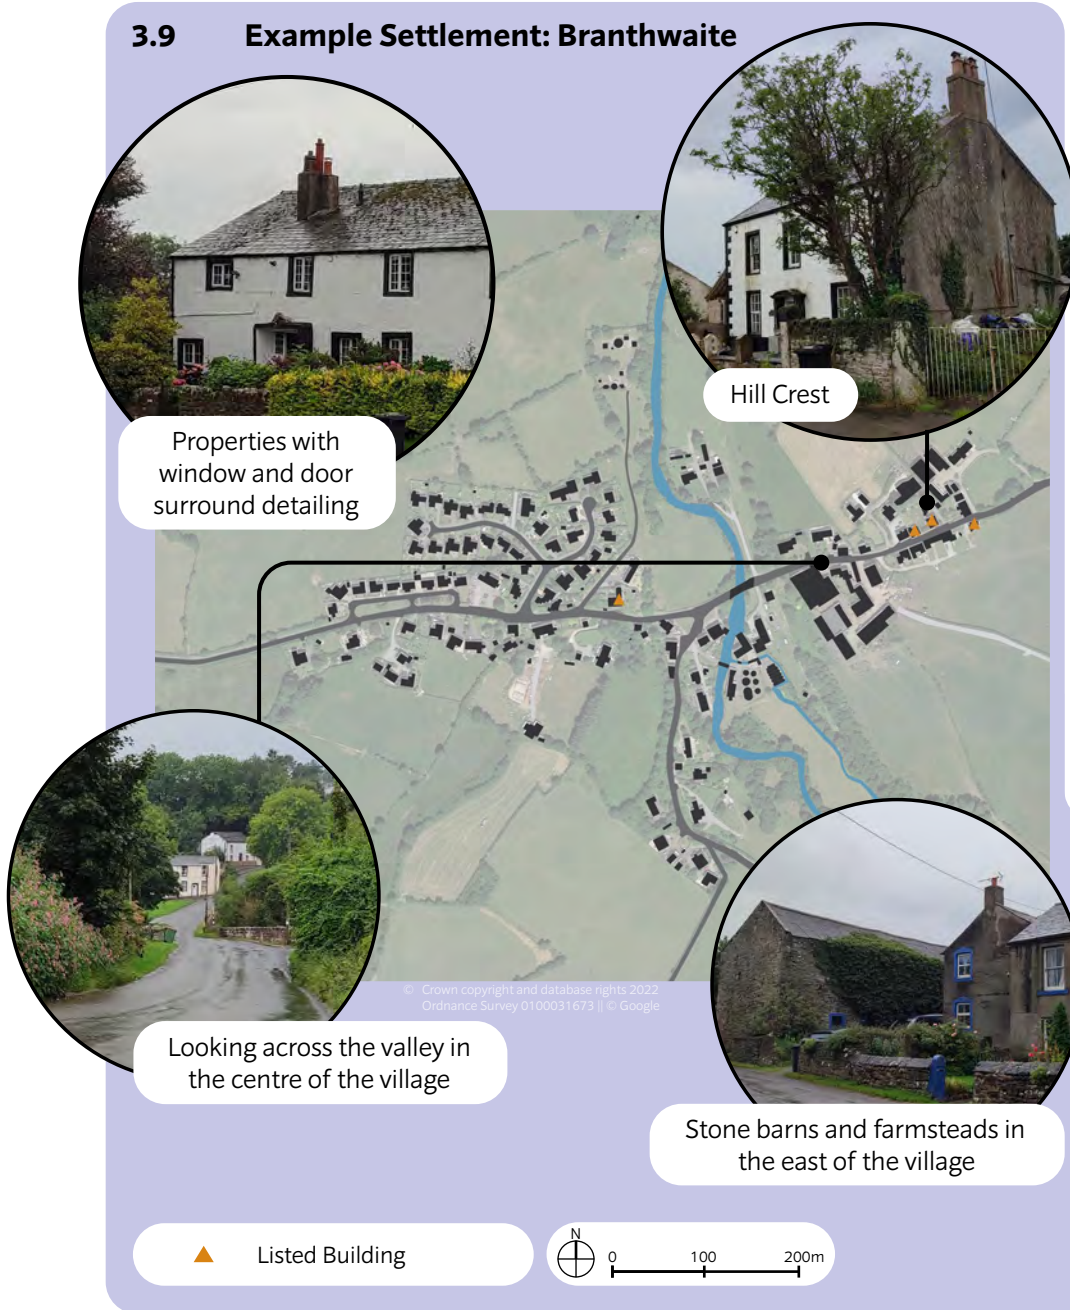 3.9 Example Settlement: Branthwaite
Hill Crest
Properties with
window and door
surround detailing
© Crown copyright and database rights 2022
Ordnance Survey 0100031673 || © Google
Looking across the valley in
the centre of the village
Stone barns and farmsteads in
the east of the village
Listed Building
N
0 100 200m